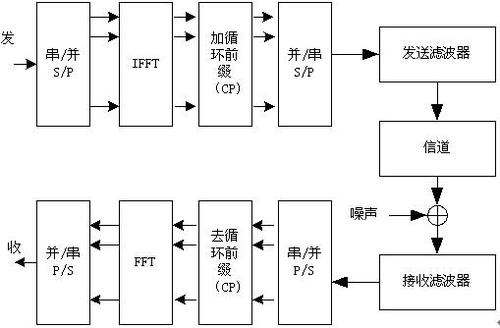 发
串/并
S/P
IFFT
加循
环前
缀
(CP)
并/串
S/P
发送滤波器
信道
噪声
接收滤波器
串/并
S/P
去循
环前
缀
(CP)
FFT
并/串
P/S
收